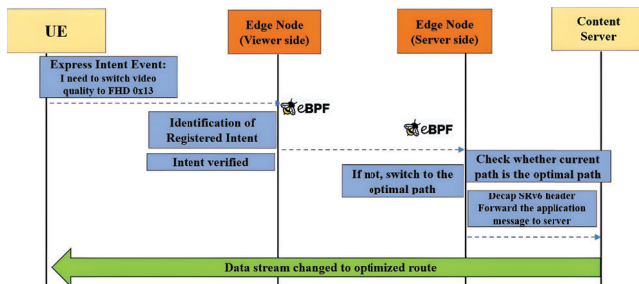 UE
Edge Node
(Viewer side)
Edge Node
(Server side)
Content
Server
Express Intent Event:
I need to switch video
quality to FHD 0x13
eBPF
Identification of
Registered Intent
eBPF
Intent verified
If not, switch to the
optimal path
Check whether current
path is the optimal path
Decap SRv6 header
Forward the application
message to server
Data stream changed to optimized route